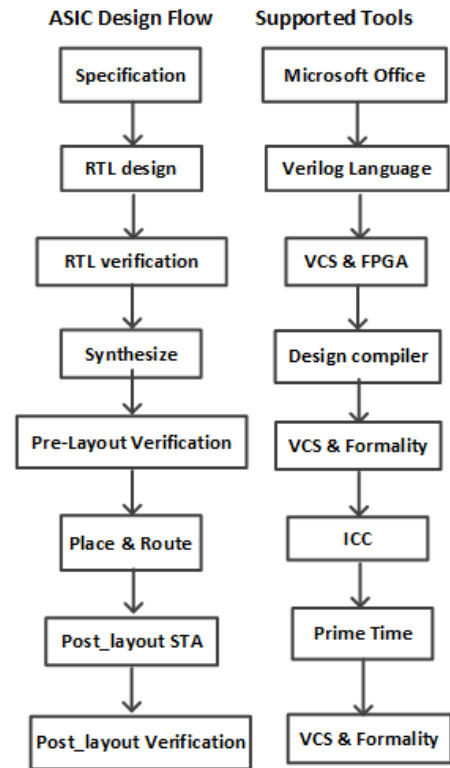 ASIC Design Flow
Supported Tools
Specification
Microsoft Office
RTL design
Verilog Language
RTL verification
VCS & FPGA
Synthesize
Design compiler
Pre-Layout Verification
VCS & Formality
Place & Route
ICC
Post_layout STA
Prime Time
Post_layout Verification
VCS & Formality